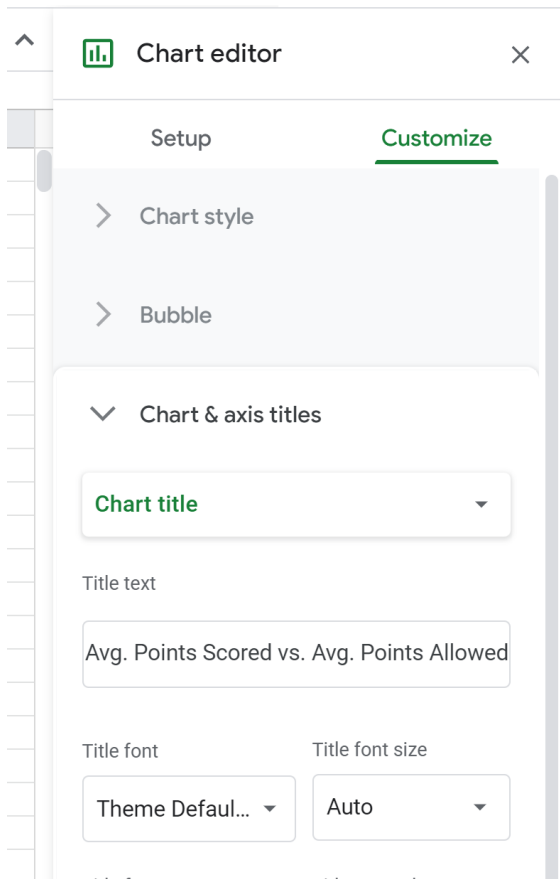 Chart editor
Setup
Customize
Chart style
Bubble
Chart & axis titles
Chart title
Title text
Avg. Points Scored vs. Avg. Points Allowed
Title font
Title font size
Theme Defaul...
Auto